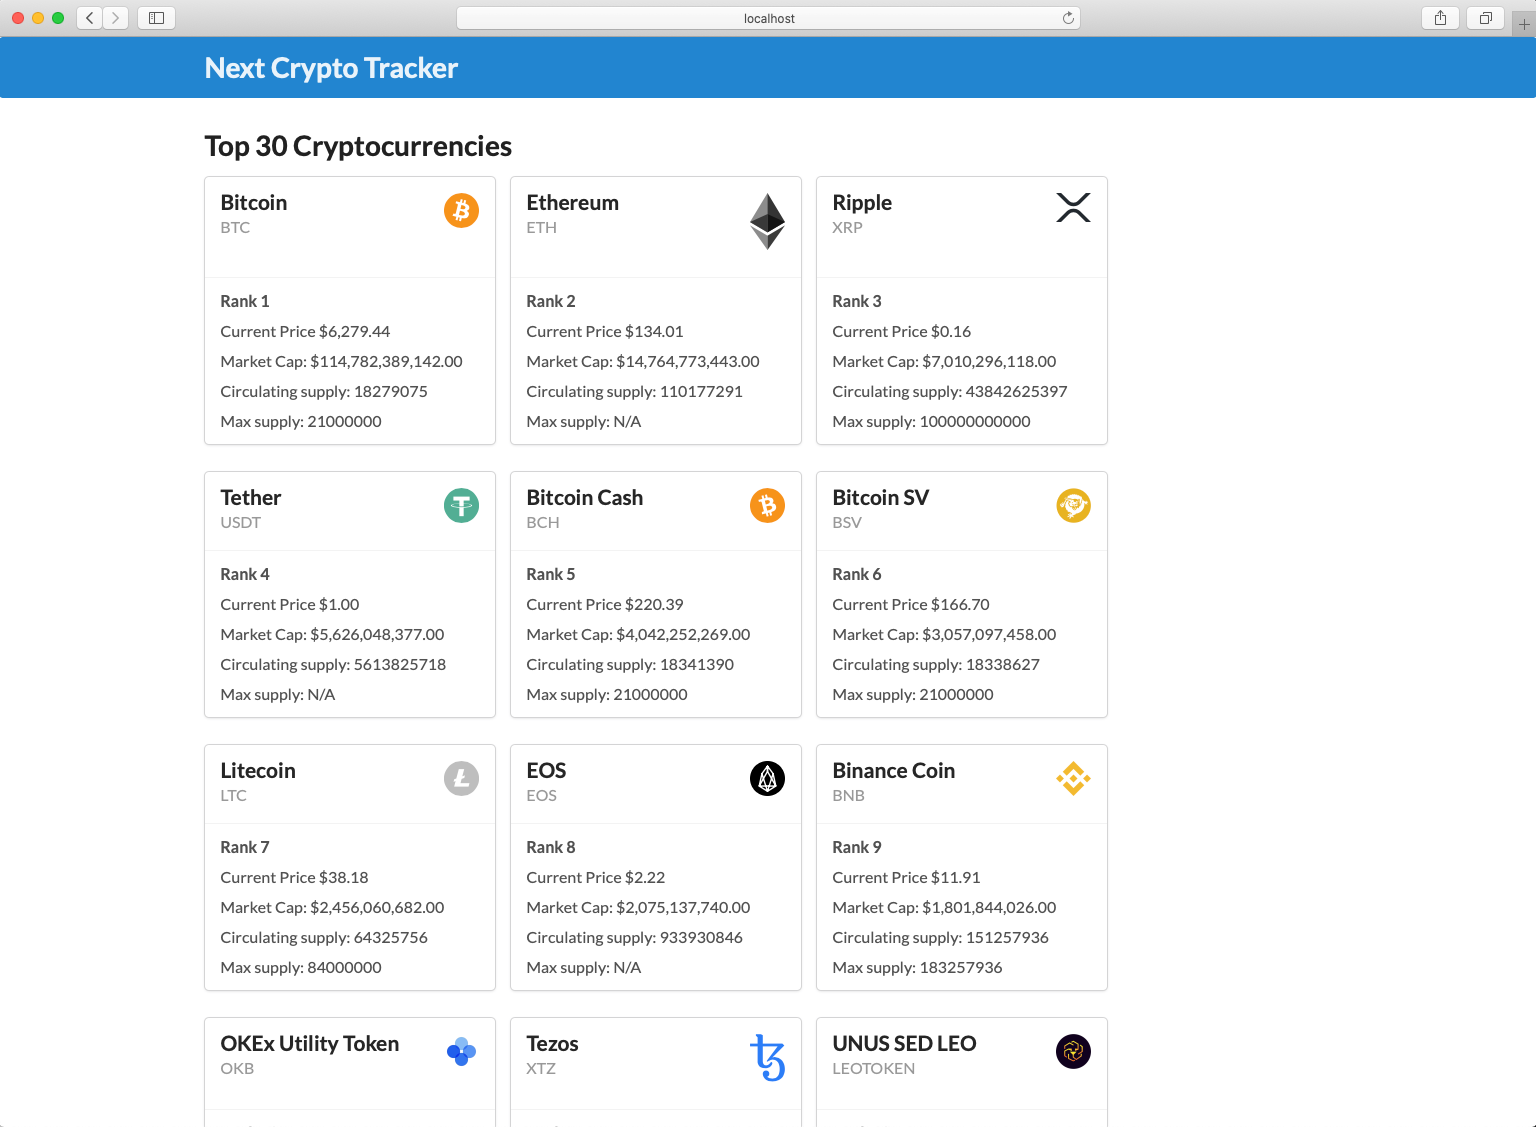 localhost
Next Crypto Tracker
Top 30 Cryptocurrencies
Bitcoin
BTC
Rank 1
Current Price $6,279.44
Market Cap: $114,782,389,142.00
Circulating supply: 18279075
Max supply: 21000000
Ethereum
ETH
Rank 2
Current Price $134.01
Market Cap: $14,764,773,443.00
Circulating supply: 110177291
Max supply: N/A
Ripple
XRP
Rank 3
Current Price $0.16
Market Cap: $7,010,296,118.00
Circulating supply: 43842625397
Max supply: 100000000000
Tether
USDT
Rank 4
Current Price $1.00
Market Cap: $5,626,048,377.00
Circulating supply: 5613825718
Max supply: N/A
Bitcoin Cash
BCH
Rank 5
Current Price $220.39
Market Cap: $4,042,252,269.00
Circulating supply: 18341390
Max supply: 21000000
Bitcoin SV
BSV
Rank 6
Current Price $166.70
Market Cap: $3,057,097,458.00
Circulating supply: 18338627
Max supply: 21000000
Litecoin
LTC
Rank 7
Current Price $38.18
Market Cap: $2,456,060,682.00
Circulating supply: 64325756
Max supply: 84000000
EOS
EOS
Rank 8
Current Price $2.22
Market Cap: $2,075,137,740.00
Circulating supply: 933930846
Max supply: N/A
Binance Coin
BNB
Rank 9
Current Price $11.91
Market Cap: $1,801,844,026.00
Circulating supply: 151257936
Max supply: 183257936
OKEx Utility Token
OKB
Tezos
XTZ
UNUS SED LEO
LEOTOKEN